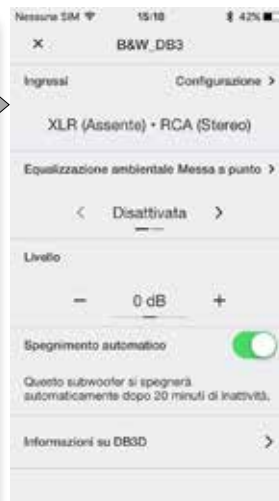 Nessuna SIM 15:18 42%
× B&W_DB3
Ingressi Configurazione >
XLR (Assente) • RCA (Stereo)
Equalizzazione ambientale Messa a punto >
< Disattivata >
Livello
− 0 dB +
Spegnimento automatico
Questo subwoofer si spegnerà
automaticamente dopo 20 minuti di inattività.
Informazioni su DB3D >